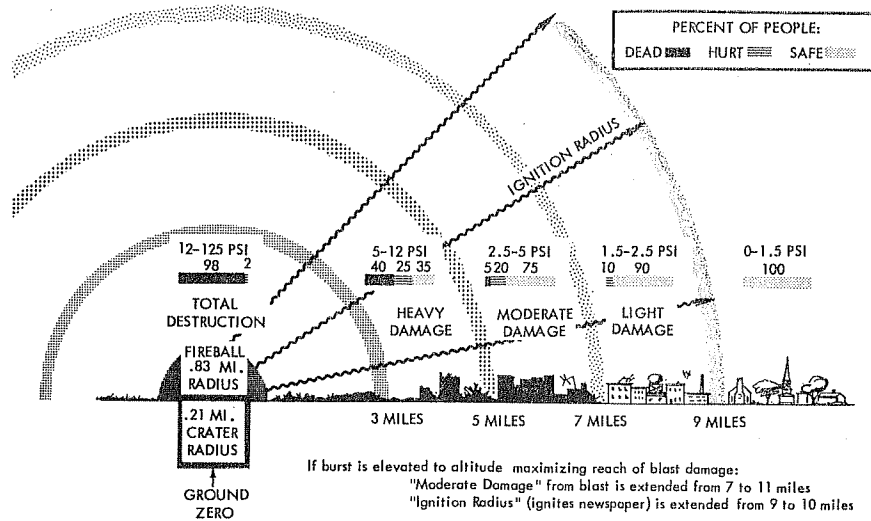 PERCENT OF PEOPLE:
DEAD HURT SAFE
IGNITION RADIUS
12-125 PSI
98 2
TOTAL
DESTRUCTION
5-12 PSI
40 25 35
HEAVY
DAMAGE
2.5-5 PSI
520 75
MODERATE
DAMAGE
1.5-2.5 PSI
10 90
LIGHT
DAMAGE
0-1.5 PSI
100
FIREBALL
.83 MI.
RADIUS
.21 MI.
CRATER
RADIUS
GROUND
ZERO
3 MILES 5 MILES 7 MILES 9 MILES
If burst is elevated to altitude maximizing reach of blast damage:
"Moderate Damage" from blast is extended from 7 to 11 miles
"Ignition Radius" (ignites newspaper) is extended from 9 to 10 miles